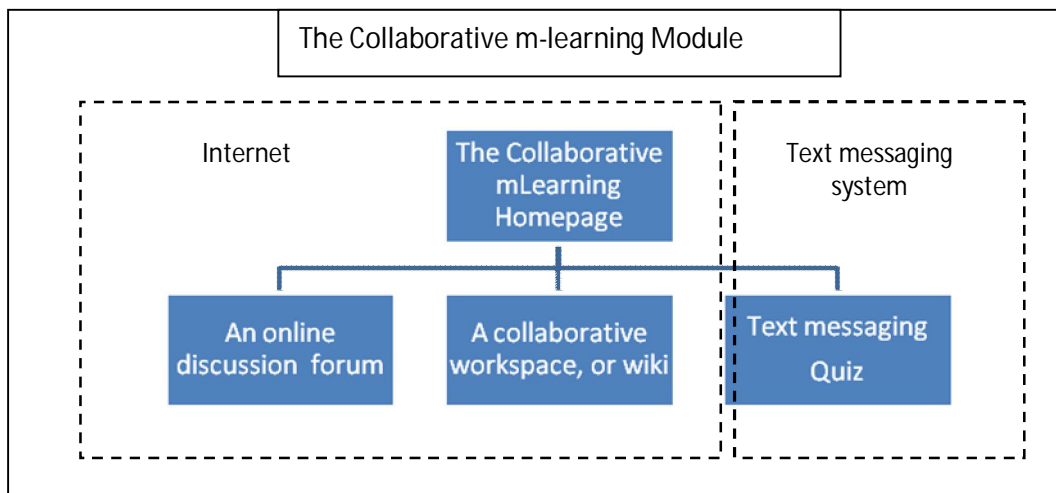 The Collaborative m-learning Module
Internet
The Collaborative
mLearning
Homepage
Text messaging
system
An online
discussion forum
A collaborative
workspace, or wiki
Text messaging
Quiz